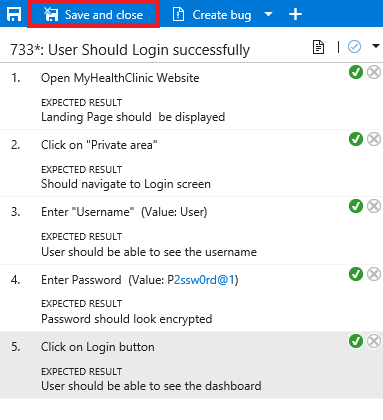 Save and close
Create bug
733*: User Should Login successfully
1. Open MyHealthClinic Website
EXPECTED RESULT
Landing Page should be displayed
2. Click on "Private area"
EXPECTED RESULT
Should navigate to Login screen
3. Enter "Username" (Value: User)
EXPECTED RESULT
User should be able to see the username
4. Enter Password (Value: P2ssw0rd@1)
EXPECTED RESULT
Password should look encrypted
5. Click on Login button
EXPECTED RESULT
User should be able to see the dashboard